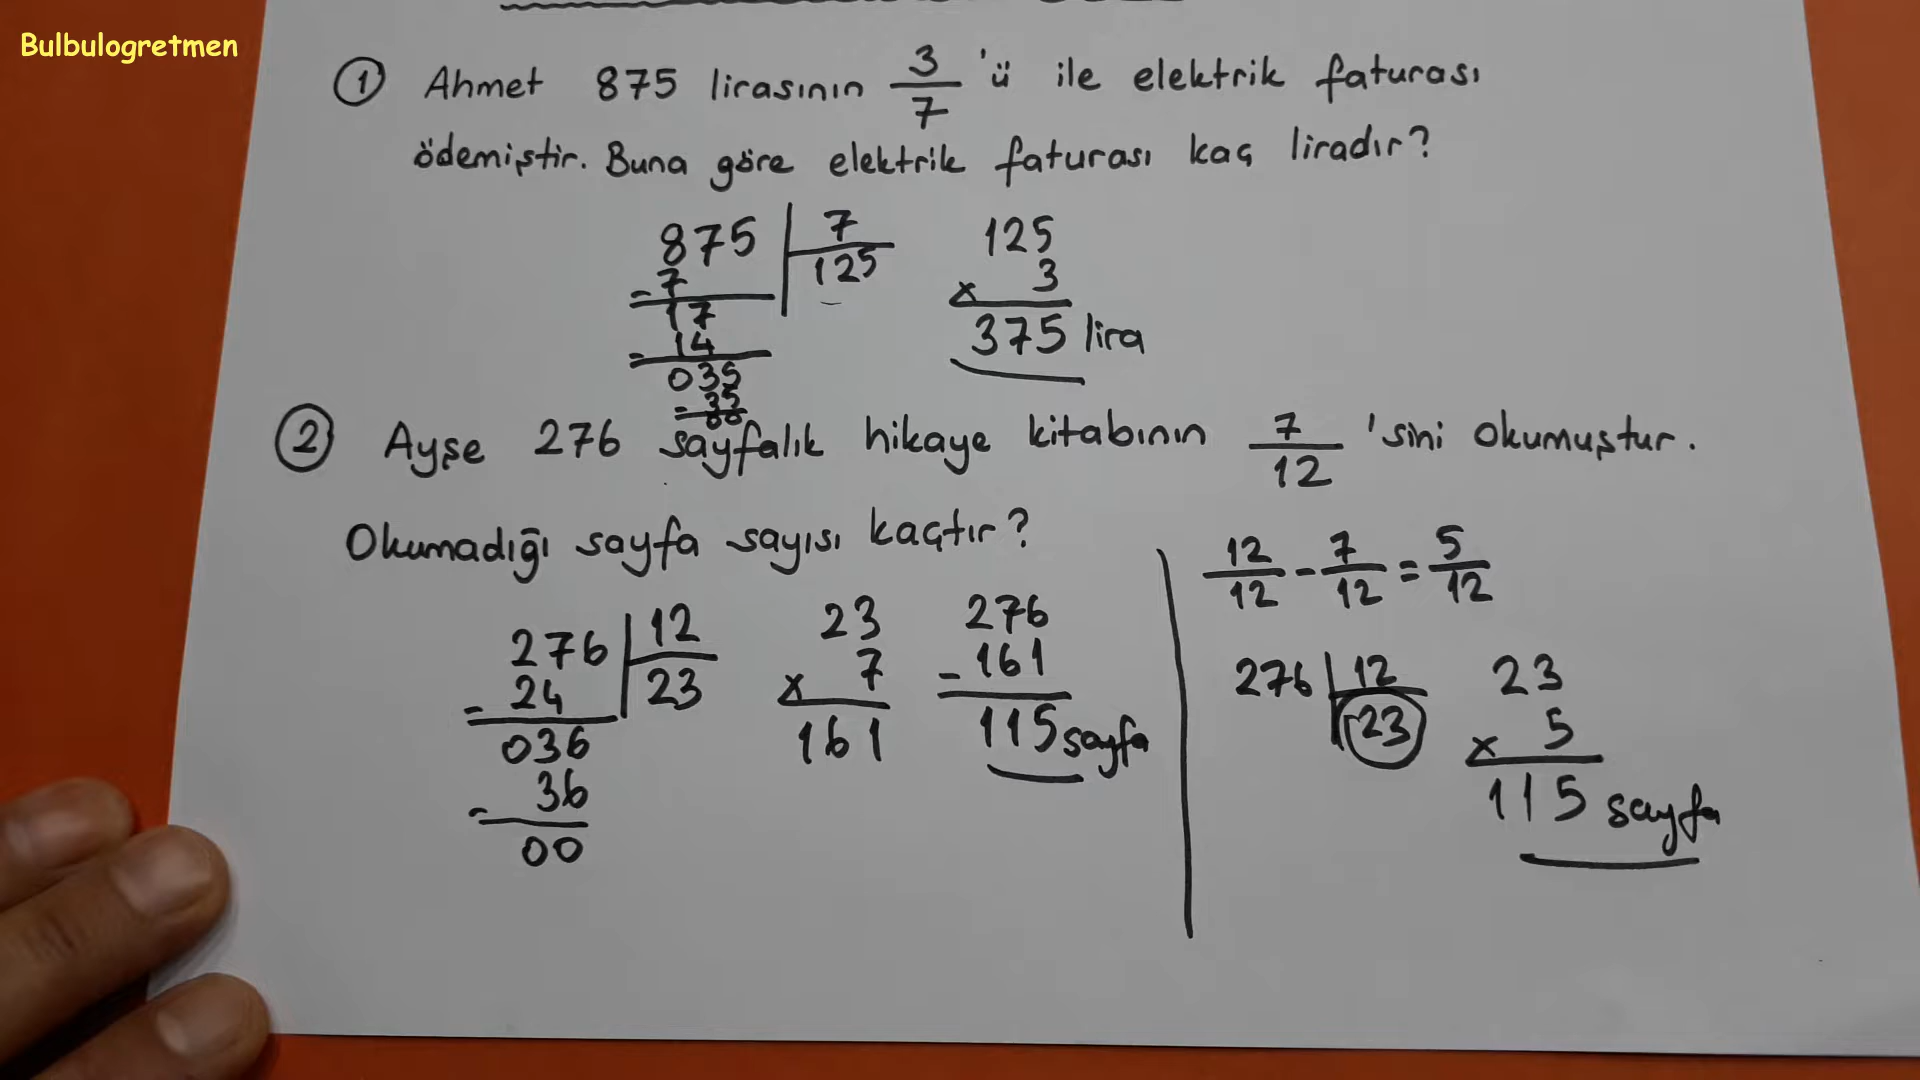 Bulbulogretmen
① Ahmet 875 lirasının 3/7 'ü ile elektrik faturası
ödemiştir. Buna göre elektrik faturası kaç liradır?
875 | 7
125
- 7
17
- 14
035
- 35
00
125
x 3
375 lira
② Ayşe 276 sayfalık hikaye kitabının 7/12 'sini okumuştur.
Okumadığı sayfa sayısı kaçtır?
276 | 12
23
- 24
036
- 36
00
23
x 7
161
276
- 161
115 sayfa
12/12 - 7/12 = 5/12
276 | 12
23
23
x 5
115 sayfa